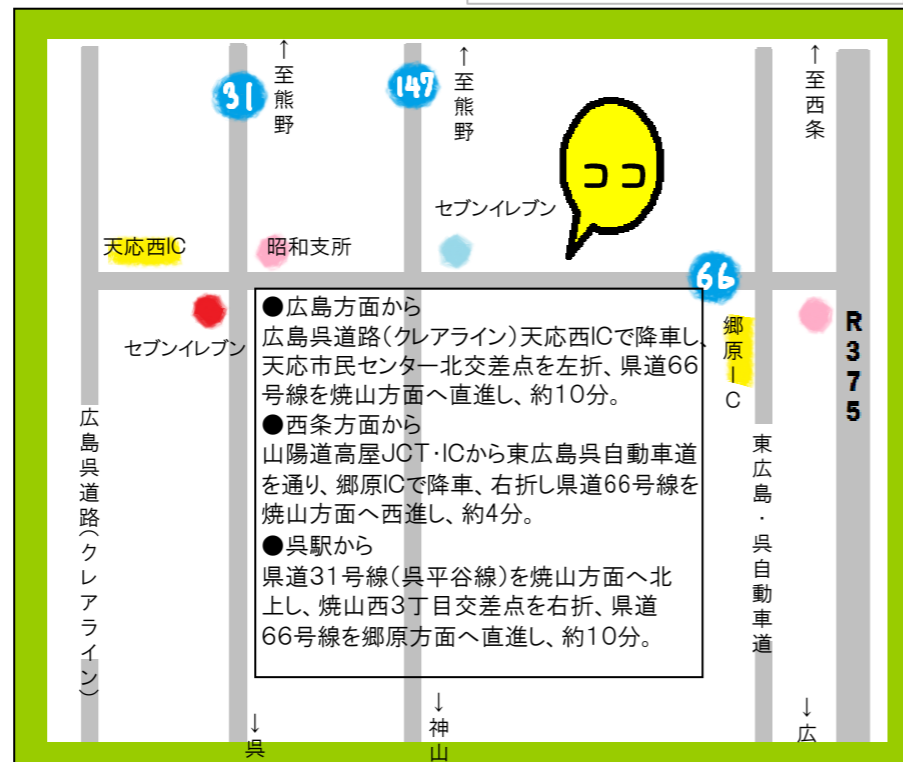 ↑至熊野
↑至熊野
↑至西条
31
147
ココ
セブンイレブン
天応西IC
昭和支所
66
セブンイレブン
郷原IC
R375
●広島方面から
広島呉道路(クレアライン)天応西ICで降車し、
天応市民センター北交差点を左折、県道66
号線を焼山方面へ直進し、約10分。
●西条方面から
山陽道高屋JCT・ICから東広島呉自動車道
を通り、郷原ICで降車、右折し県道66号線を
焼山方面へ西進し、約4分。
●呉駅から
県道31号線(呉平谷線)を焼山方面へ北
上し、焼山西3丁目交差点を右折、県道
66号線を郷原方面へ直進し、約10分。
広島呉道路(クレアライン)
東広島・呉自動車道
↓呉
↓神山
↓広